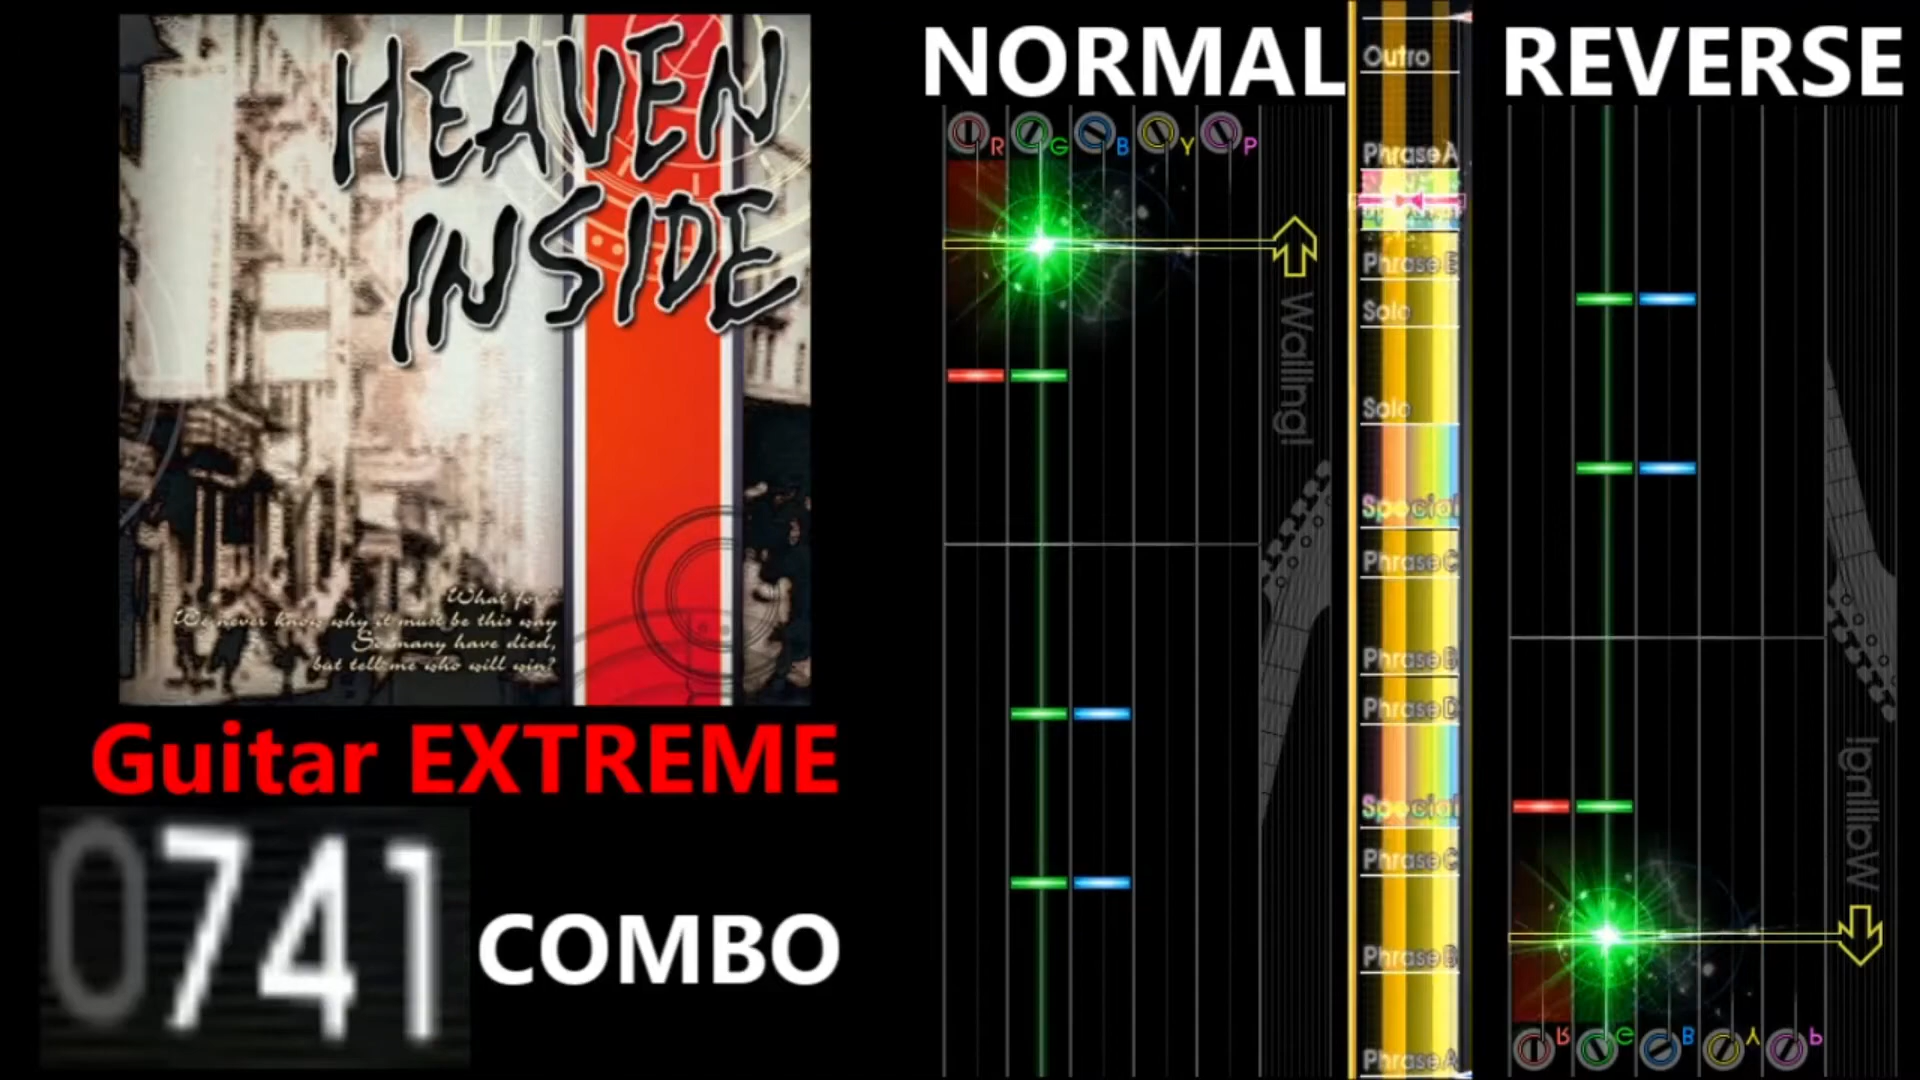 HEAVEN
INSIDE
What for?
We never know why it must be this way
So many have died,
but tell me who will win?
Guitar EXTREME
0741
COMBO
NORMAL
R G B Y P
Wailing!
Outro
Phrase A
Phrase E
Solo
Solo
Special
Phrase C
Phrase B
Phrase D
Special
Phrase C
Phrase B
Phrase A
REVERSE
Wailing!
R G B Y P